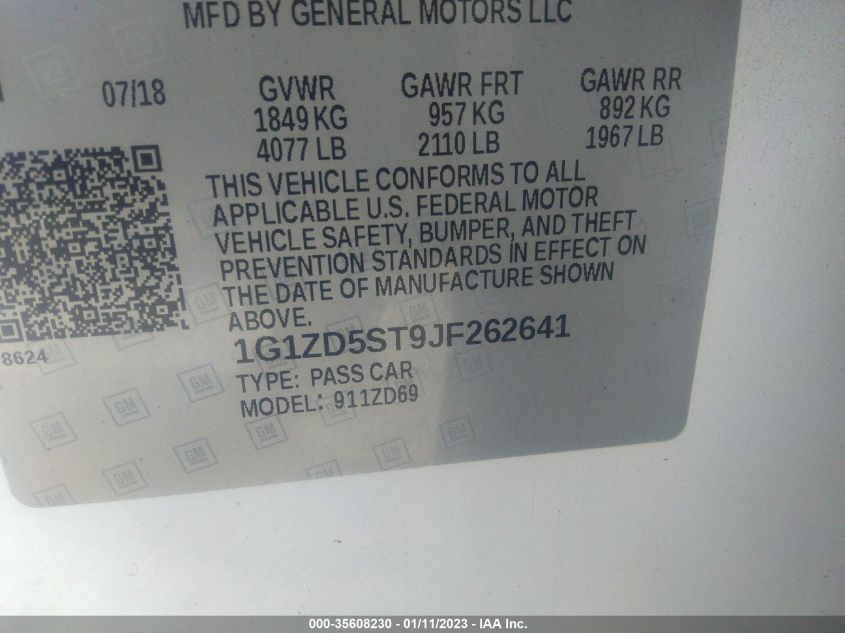 MFD BY GENERAL MOTORS LLC
07/18 GVWR GAWR FRT GAWR RR
1849 KG 957 KG 892 KG
4077 LB 2110 LB 1967 LB
THIS VEHICLE CONFORMS TO ALL
APPLICABLE U.S. FEDERAL MOTOR
VEHICLE SAFETY, BUMPER, AND THEFT
PREVENTION STANDARDS IN EFFECT ON
THE DATE OF MANUFACTURE SHOWN
ABOVE.
8624
1G1ZD5ST9JF262641
TYPE: PASS CAR
MODEL: 911ZD69
GM GM GM
000-35608230 - 01/11/2023 - IAA Inc.